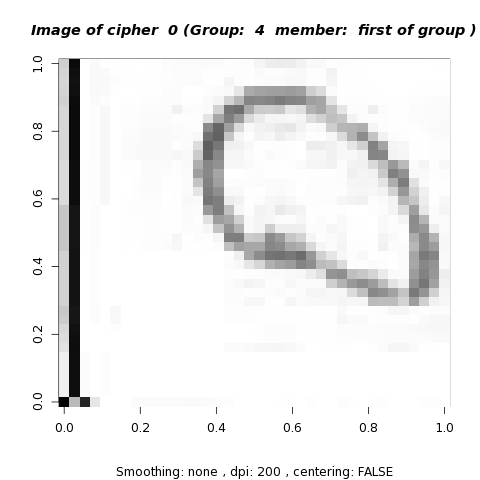 Image of cipher 0 (Group: 4 member: first of group )
1.0
0.8
0.6
0.4
0.2
0.0
0.0 0.2 0.4 0.6 0.8 1.0
Smoothing: none , dpi: 200 , centering: FALSE